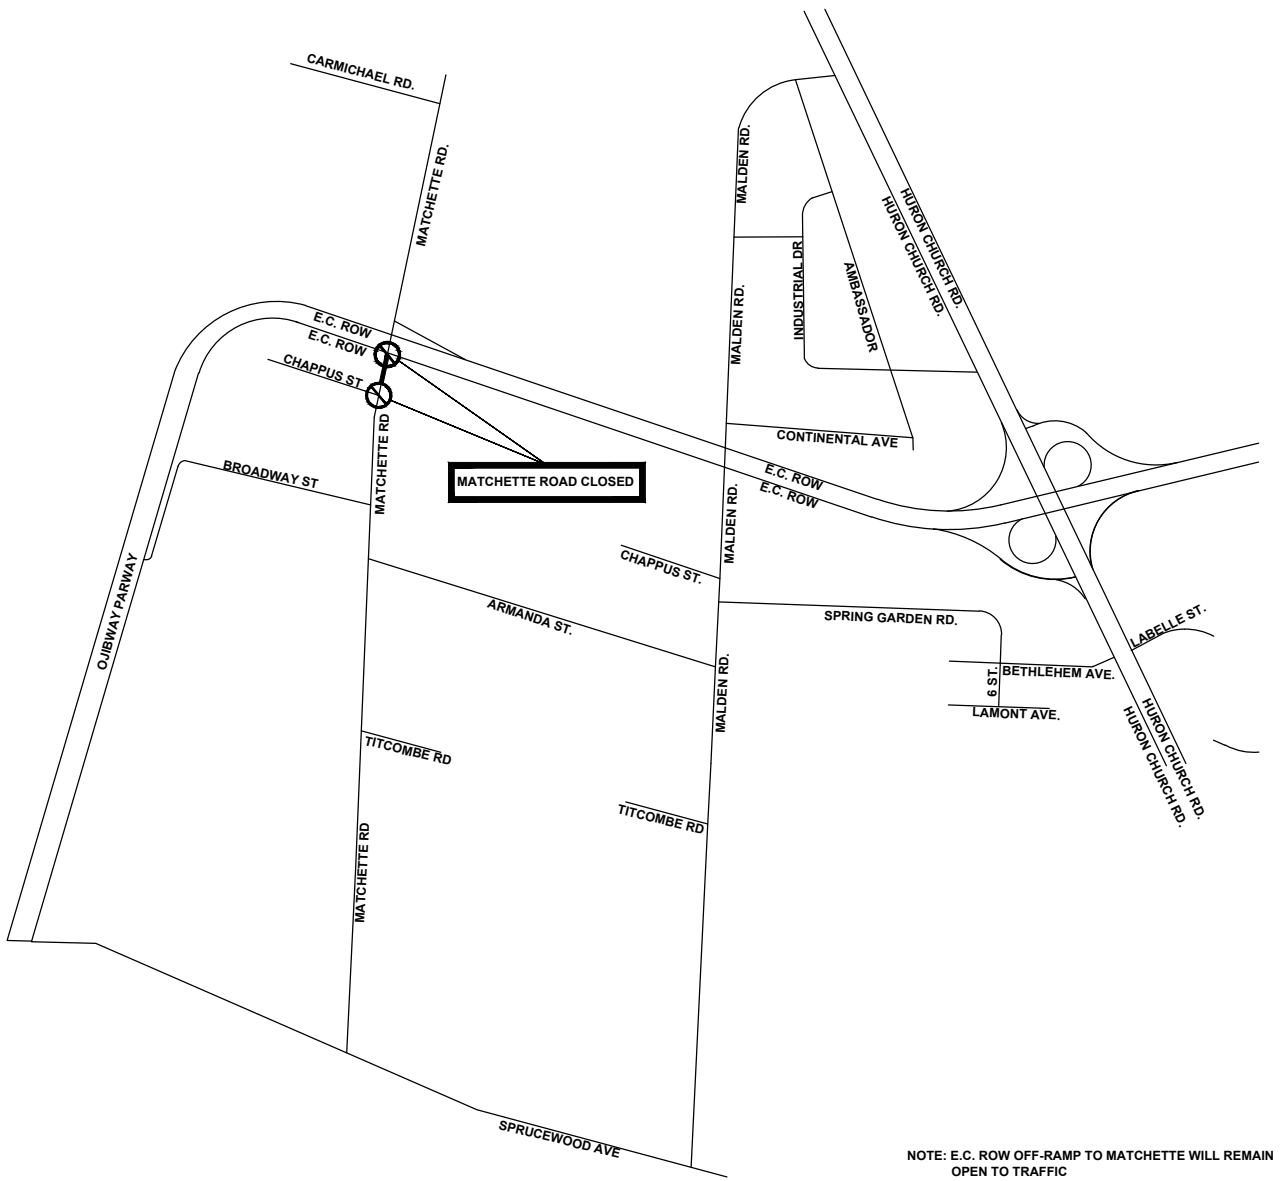 CARMICHAEL RD.
MATCHETTE RD.
MALDEN RD.
HURON CHURCH RD.
HURON CHURCH RD.
INDUSTRIAL DR
AMBASSADOR
MALDEN RD.
E.C. ROW
E.C. ROW
CHAPPUS ST
MATCHETTE RD
CONTINENTAL AVE
BROADWAY ST
MATCHETTE ROAD CLOSED
E.C. ROW
E.C. ROW
MALDEN RD.
CHAPPUS ST.
OJIBWAY PARWAY
ARMANDA ST.
SPRING GARDEN RD.
LABELLE ST.
BETHLEHEM AVE.
6 ST.
LAMONT AVE.
MALDEN RD.
HURON CHURCH RD.
HURON CHURCH RD.
TITCOMBE RD
TITCOMBE RD
MATCHETTE RD
SPRUCEWOOD AVE
NOTE: E.C. ROW OFF-RAMP TO MATCHETTE WILL REMAIN
OPEN TO TRAFFIC